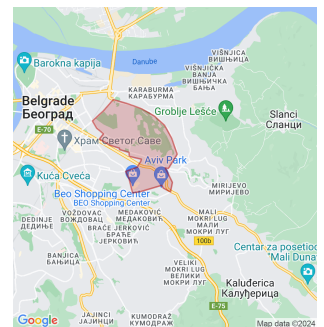 Barokna kapija
Danube
ВИШЊИЦА
VIŠNJICA
VIŠNJIČKA
BANJA
ВИШЊИЧКА
БАЊА
KARABURMA
КАРАБУРМА
Belgrade
Београд
Groblje Lešće
Slanci
Сланци
E-70
Храм Светог Саве
Aviv Park
Kuća Cveća
Beo Shopping Center
BEO Shopping Center
MIRIJEVO
МИРИЈЕВО
DEDINJE
ДЕДИЊЕ
VOŽDOVAC
ВОЖДОВАЦ
MEDAKOVIĆ
МЕДАКОВИЋ
MALI
MOKRI LUG
МАЛИ
МОКРИ ЛУГ
BRAĆE JERKOVIĆ
БРАЋЕ
ЈЕРКОВИЋ
100b
Centar za posetioc
"Mali Duna
BANJICA
БАЊИЦА
VELIKI
MOKRI LUG
ВЕЛИКИ
МОКРИ ЛУГ
Kaluđerica
Калуђерица
E-75
JAJINCI
ЈАЈИНЦИ
KUMODRAŽ
КУМОДРАЖ
Google
Map data ©2024